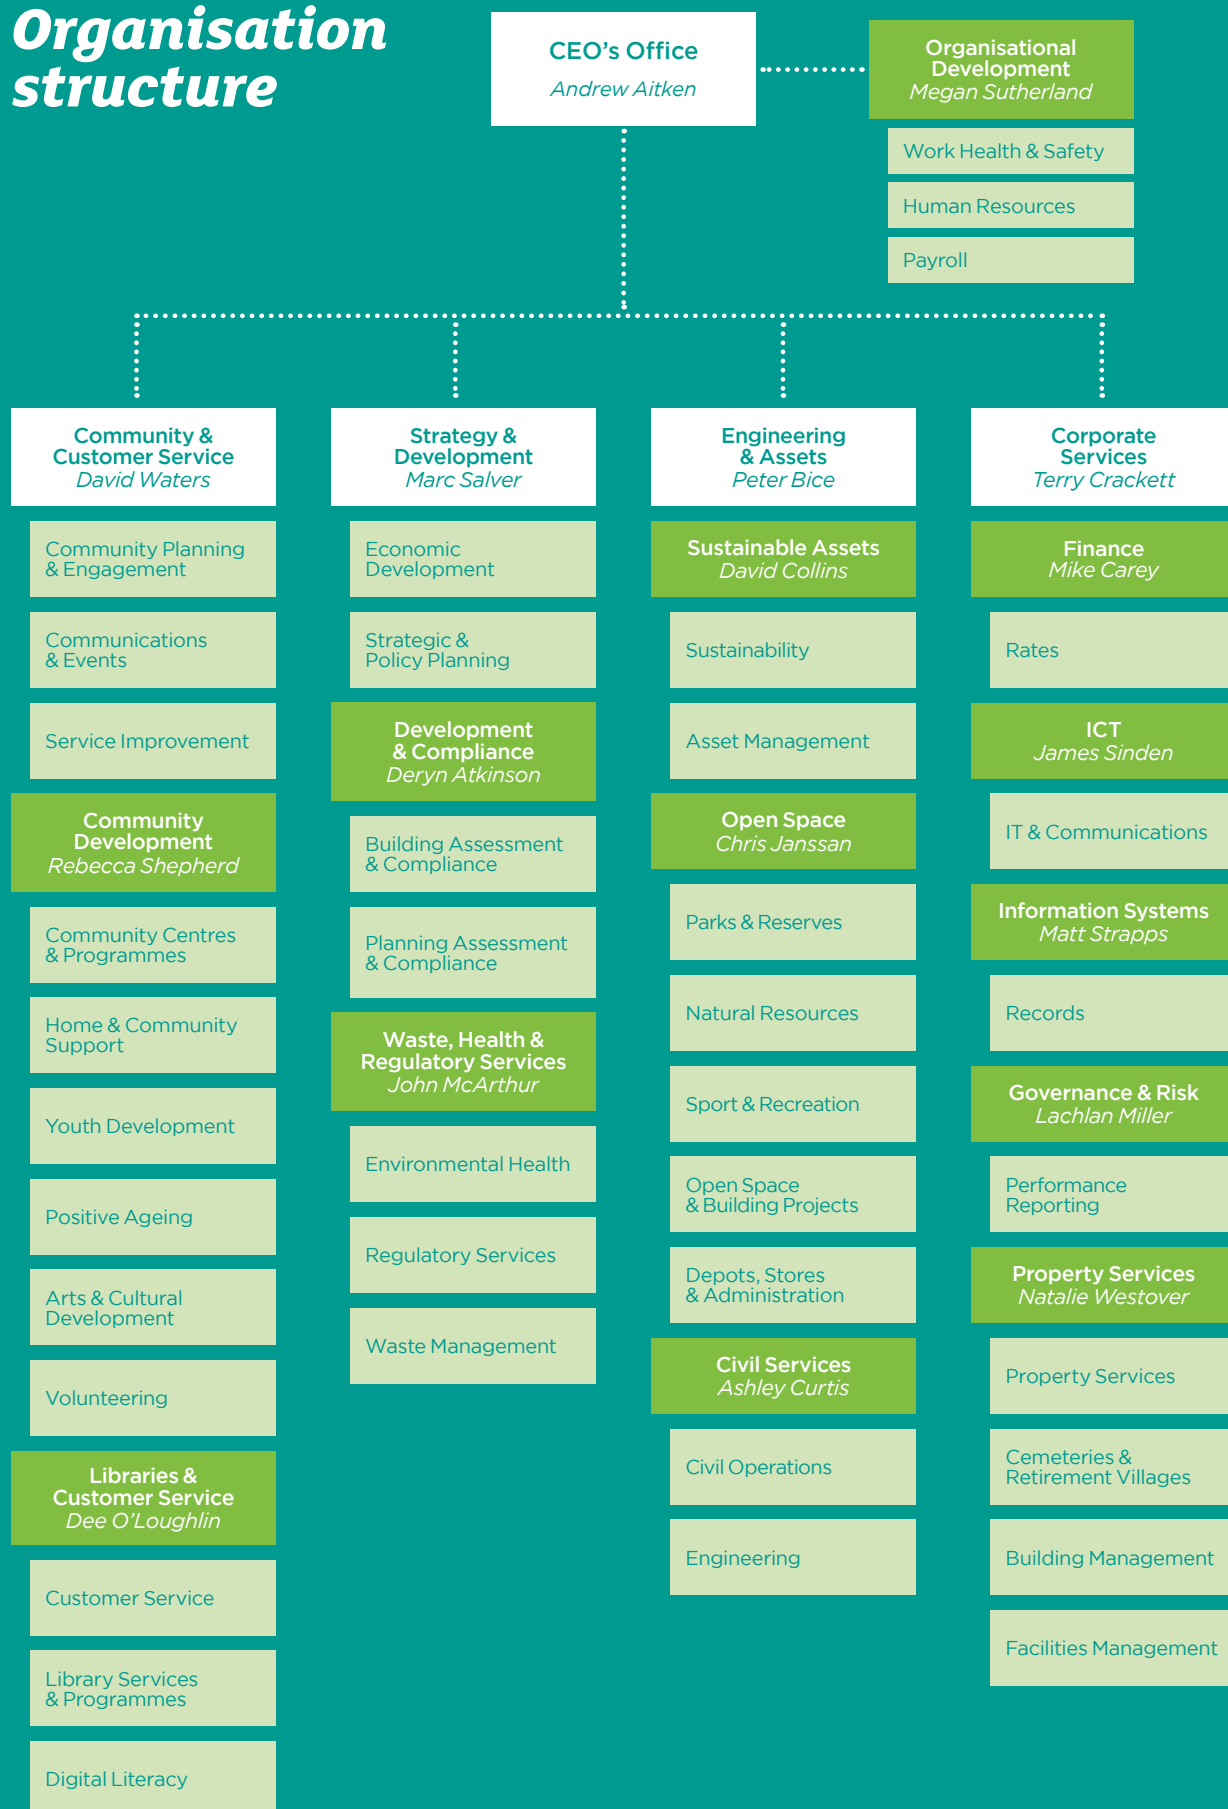 Organisation
structure
CEO’s Office
Andrew Aitken
Organisational
Development
Megan Sutherland
Work Health & Safety
Human Resources
Payroll
Community &
Customer Service
David Waters
Community Planning
& Engagement
Communications
& Events
Service Improvement
Community
Development
Rebecca Shepherd
Community Centres
& Programmes
Home & Community
Support
Youth Development
Positive Ageing
Arts & Cultural
Development
Volunteering
Libraries &
Customer Service
Dee O’Loughlin
Customer Service
Library Services
& Programmes
Digital Literacy
Strategy &
Development
Marc Salver
Economic
Development
Strategic &
Policy Planning
Development
& Compliance
Deryn Atkinson
Building Assessment
& Compliance
Planning Assessment
& Compliance
Waste, Health &
Regulatory Services
John McArthur
Environmental Health
Regulatory Services
Waste Management
Engineering
& Assets
Peter Bice
Sustainable Assets
David Collins
Sustainability
Asset Management
Open Space
Chris Janssan
Parks & Reserves
Natural Resources
Sport & Recreation
Open Space
& Building Projects
Depots, Stores
& Administration
Civil Services
Ashley Curtis
Civil Operations
Engineering
Corporate
Services
Terry Crackett
Finance
Mike Carey
Rates
ICT
James Sinden
IT & Communications
Information Systems
Matt Strapps
Records
Governance & Risk
Lachlan Miller
Performance
Reporting
Property Services
Natalie Westover
Property Services
Cemeteries &
Retirement Villages
Building Management
Facilities Management